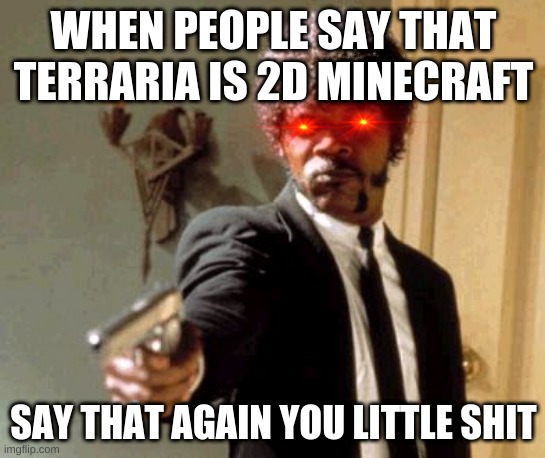 WHEN PEOPLE SAY THAT
TERRARIA IS 2D MINECRAFT
SAY THAT AGAIN YOU LITTLE SHIT
imgflip.com